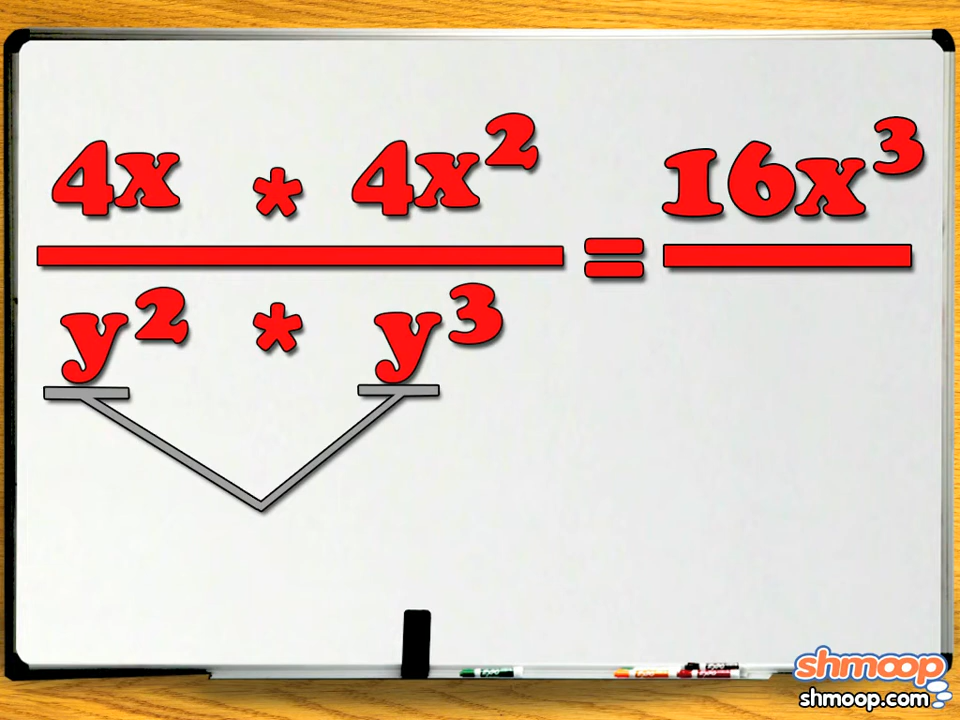 4x * 4x² = 16x³
y² * y³
shmoop
shmoop.com